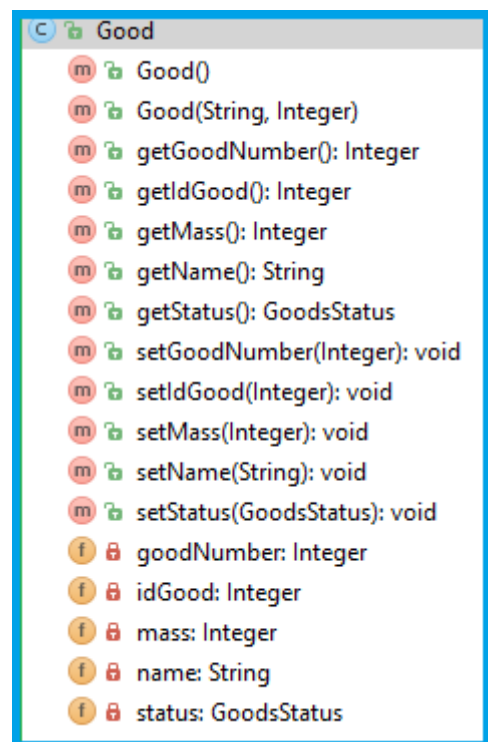 C Good
m Good()
m Good(String, Integer)
m getGoodNumber(): Integer
m getIdGood(): Integer
m getMass(): Integer
m getName(): String
m getStatus(): GoodsStatus
m setGoodNumber(Integer): void
m setIdGood(Integer): void
m setMass(Integer): void
m setName(String): void
m setStatus(GoodsStatus): void
f goodNumber: Integer
f idGood: Integer
f mass: Integer
f name: String
f status: GoodsStatus